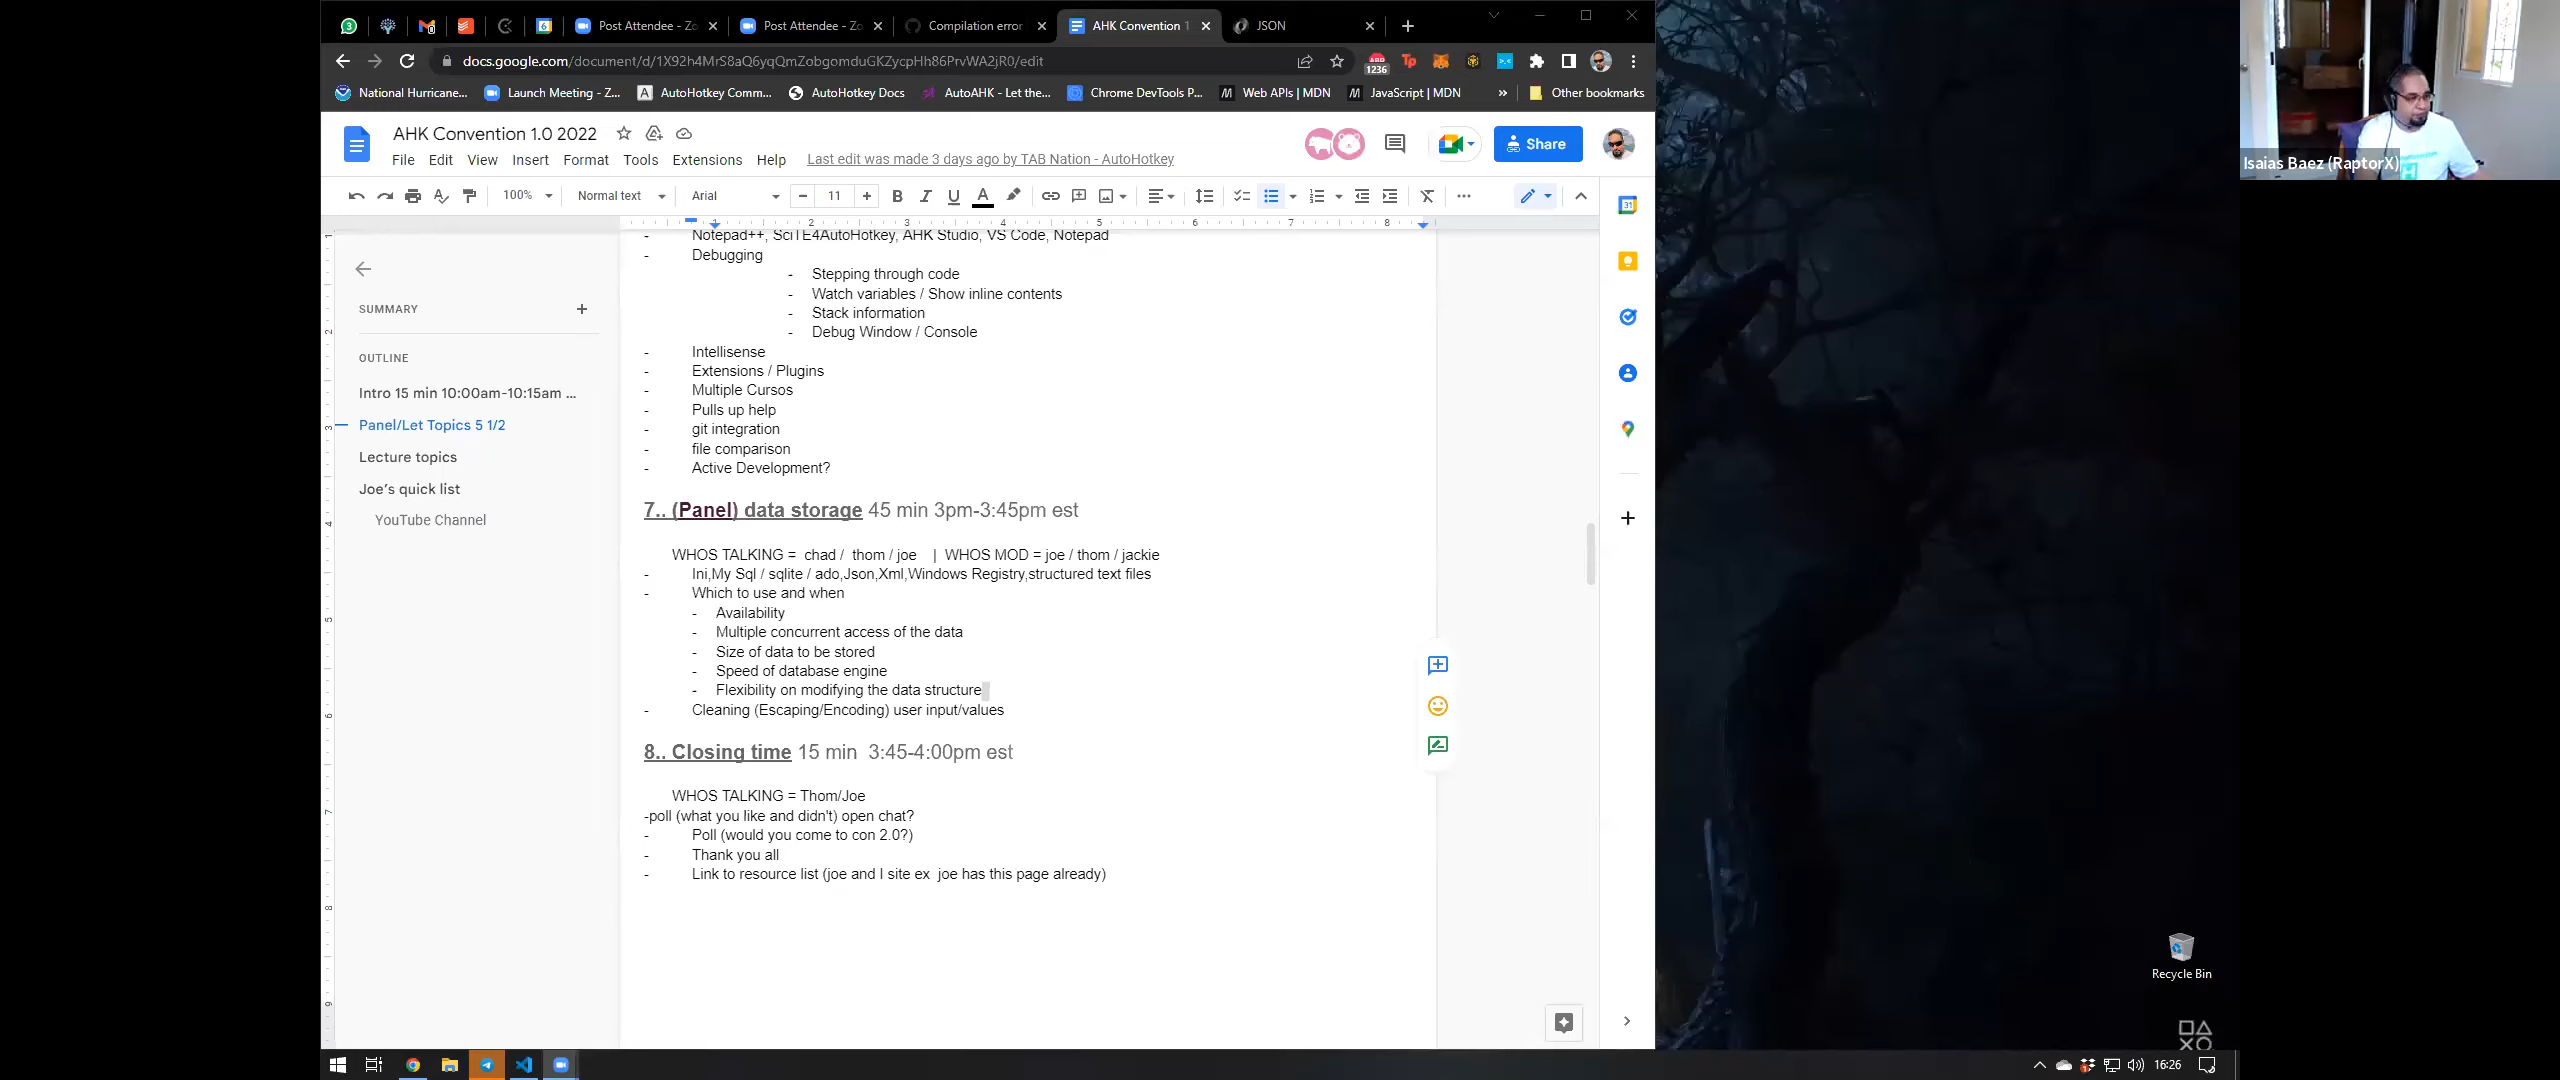 Post Attendee - Zo
Post Attendee - Zo
Compilation error
AHK Convention 1
JSON
docs.google.com/document/d/1X92h4MrS8aQ6yqQmZobgomduGKZycpHh86PrvWA2jR0/edit
1236
National Hurricane...
Launch Meeting - Z...
AutoHotkey Comm...
AutoHotkey Docs
AutoAHK - Let the...
Chrome DevTools P...
Web APIs | MDN
JavaScript | MDN
»
Other bookmarks
AHK Convention 1.0 2022
File Edit View Insert Format Tools Extensions Help
Last edit was made 3 days ago by TAB Nation - AutoHotkey
Share
100% Normal text Arial 11
1 2 3 4 5 6 7 8
SUMMARY
OUTLINE
Intro 15 min 10:00am-10:15am ...
Panel/Let Topics 5 1/2
Lecture topics
Joe's quick list
YouTube Channel
- Notepad++, SciTE4AutoHotkey, AHK Studio, VS Code, Notepad
- Debugging
- Stepping through code
- Watch variables / Show inline contents
- Stack information
- Debug Window / Console
- Intellisense
- Extensions / Plugins
- Multiple Cursos
- Pulls up help
- git integration
- file comparison
- Active Development?
7.. (Panel) data storage 45 min 3pm-3:45pm est
WHOS TALKING = chad / thom / joe | WHOS MOD = joe / thom / jackie
- Ini,My Sql / sqlite / ado,Json,Xml,Windows Registry,structured text files
- Which to use and when
- Availability
- Multiple concurrent access of the data
- Size of data to be stored
- Speed of database engine
- Flexibility on modifying the data structure
- Cleaning (Escaping/Encoding) user input/values
8.. Closing time 15 min 3:45-4:00pm est
WHOS TALKING = Thom/Joe
-poll (what you like and didn't) open chat?
- Poll (would you come to con 2.0?)
- Thank you all
- Link to resource list (joe and I site ex joe has this page already)
Isaias Baez (RaptorX)
Recycle Bin
16:26